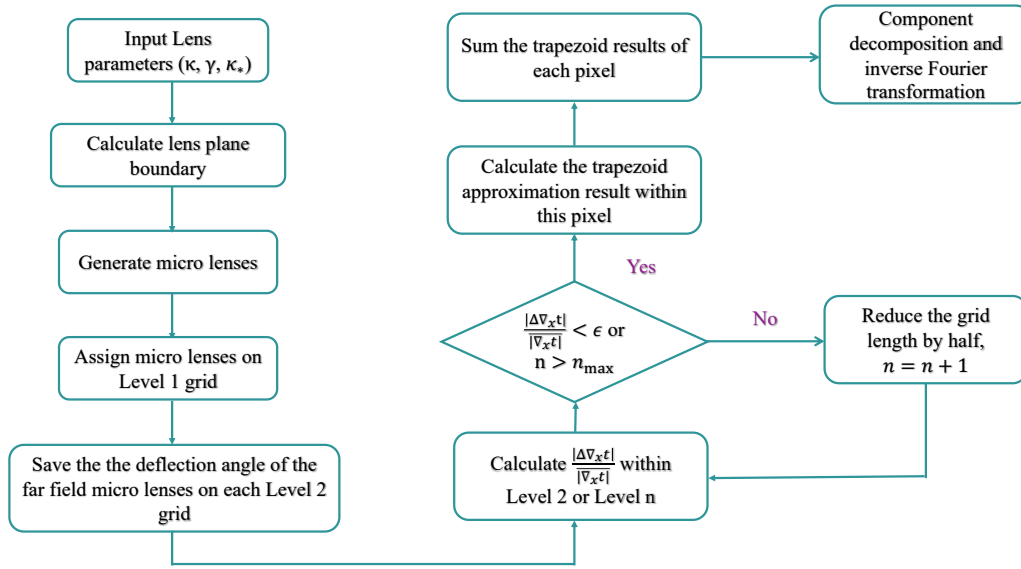 Input Lens
parameters (κ, γ, κ*)
Calculate lens plane
boundary
Generate micro lenses
Assign micro lenses on
Level 1 grid
Save the the deflection angle of the
far field micro lenses on each Level 2
grid
Calculate |Δ∇ₓt| / |∇ₓt| within
Level 2 or Level n
|Δ∇ₓt| / |∇ₓt| < ϵ or
n > n_max
No
Reduce the grid
length by half,
n = n + 1
Yes
Calculate the trapezoid
approximation result within
this pixel
Sum the trapezoid results of
each pixel
Component
decomposition and
inverse Fourier
transformation